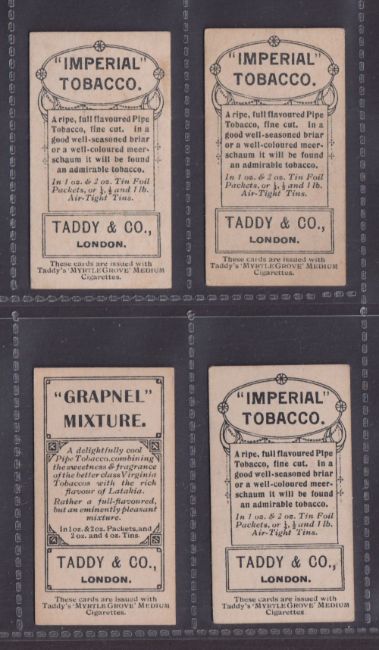 "IMPERIAL"
TOBACCO.
A ripe, full flavoured Pipe
Tobacco, fine cut. In a
good well-seasoned briar
or a well-coloured meer-
schaum it will be found
an admirable tobacco.
In 1 oz. & 2 oz. Tin Foil
Packets, or ¼, ½ and 1 lb.
Air-Tight Tins.
TADDY & CO.,
LONDON.
These cards are issued with
Taddy's 'MYRTLE GROVE' MEDIUM
Cigarettes.
"IMPERIAL"
TOBACCO.
A ripe, full flavoured Pipe
Tobacco, fine cut. In a
good well-seasoned briar
or a well-coloured meer-
schaum it will be found
an admirable tobacco.
In 1 oz. & 2 oz. Tin Foil
Packets, or ¼, ½ and 1 lb.
Air-Tight Tins.
TADDY & CO.,
LONDON.
These cards are issued with
Taddy's 'MYRTLE GROVE' MEDIUM
Cigarettes.
"GRAPNEL"
MIXTURE.
A delightfully cool
Pipe Tobacco, combining
the sweetness & fragrance
of the better class Virginia
Tobaccos with the rich
flavour of Latakia.
Rather a full-flavoured,
but an eminently pleasant
mixture.
In 1 oz. & 2 oz. Packets, and
2 oz. and 4 oz. Tins.
TADDY & CO.,
LONDON.
These cards are issued with
Taddy's 'MYRTLE GROVE' MEDIUM
Cigarettes.
"IMPERIAL"
TOBACCO.
A ripe, full flavoured Pipe
Tobacco, fine cut. In a
good well-seasoned briar
or a well-coloured meer-
schaum it will be found
an admirable tobacco.
In 1 oz. & 2 oz. Tin Foil
Packets, or ¼, ½ and 1 lb.
Air-Tight Tins.
TADDY & CO.,
LONDON.
These cards are issued with
Taddy's 'MYRTLE GROVE' MEDIUM
Cigarettes.